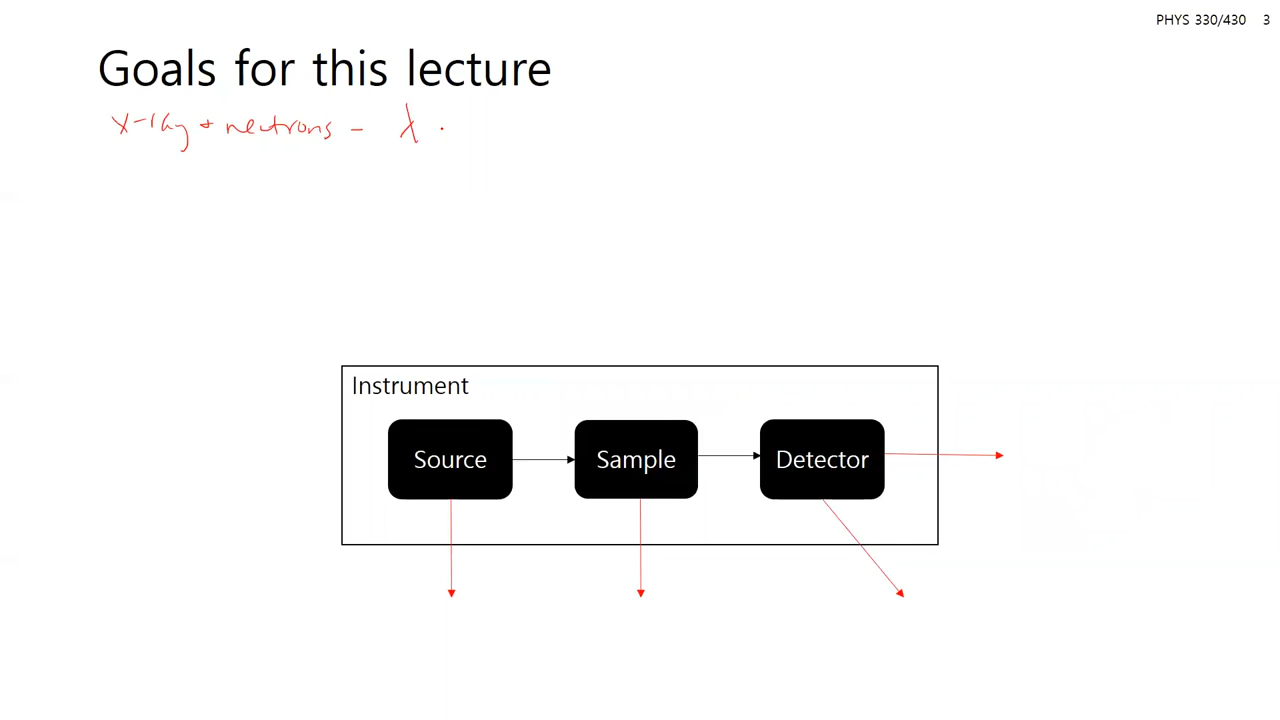 PHYS 330/430 3
Goals for this lecture
x-ray + neutrons - λ .
Instrument
Source
Sample
Detector